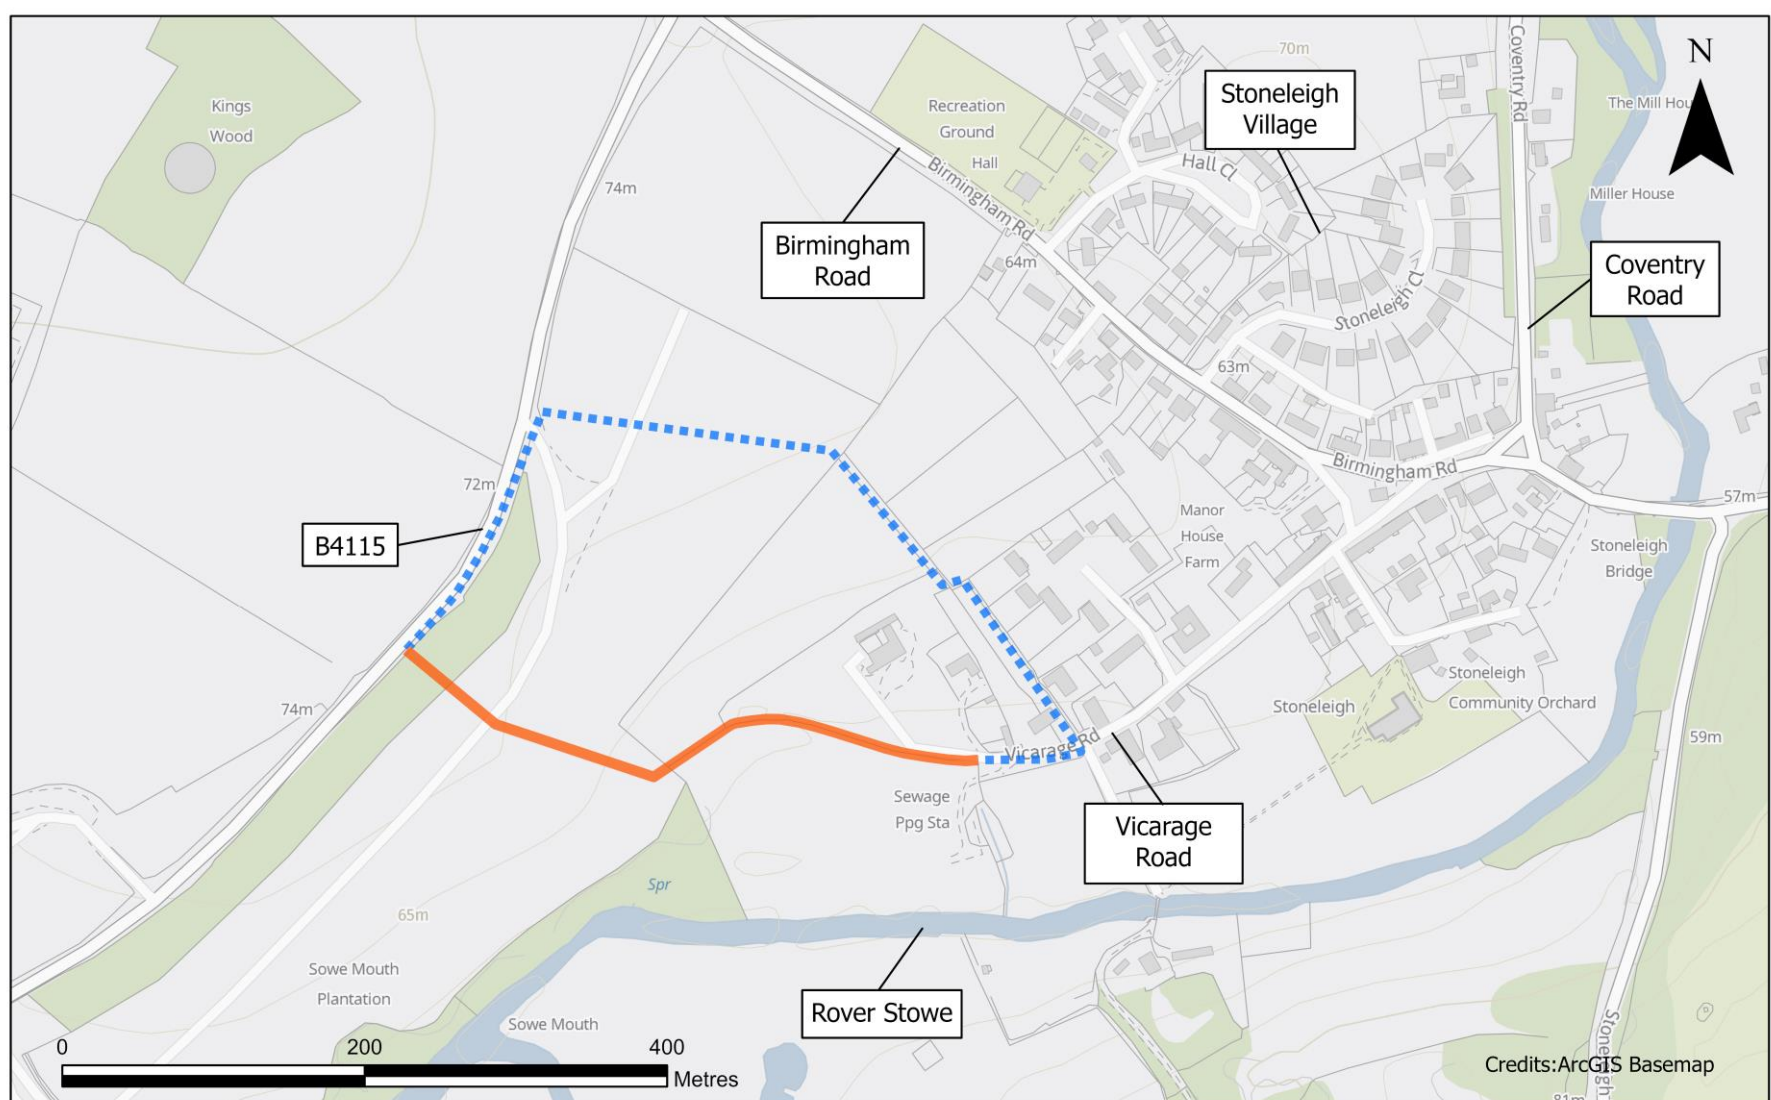 N
70m
Coventry Rd
Kings
Wood
Recreation
Ground
Hall
Stoneleigh
Village
The Mill Hou
Hall Cl
74m
Birmingham Rd
Miller House
Birmingham
Road
64m
Coventry
Road
Stoneleigh Cl
63m
Birmingham Rd
72m
57m
B4115
Manor
House
Farm
Stoneleigh
Bridge
Stoneleigh
Community Orchard
Stoneleigh
74m
Vicarage Rd
59m
Sewage
Ppg Sta
Vicarage
Road
Spr
65m
Sowe Mouth
Plantation
Rover Stowe
Sowe Mouth
Stoneleigh
0 200 400
Metres
Credits:ArcGIS Basemap
81m